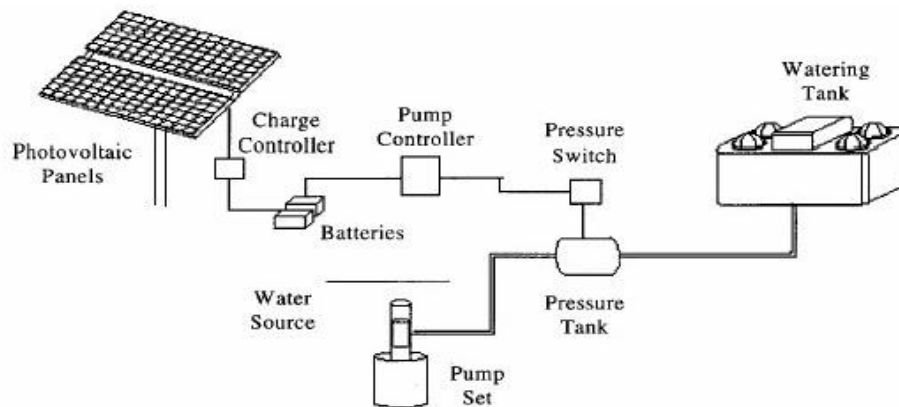 Photovoltaic
Panels
Charge
Controller
Batteries
Pump
Controller
Pressure
Switch
Watering
Tank
Water
Source
Pump
Set
Pressure
Tank